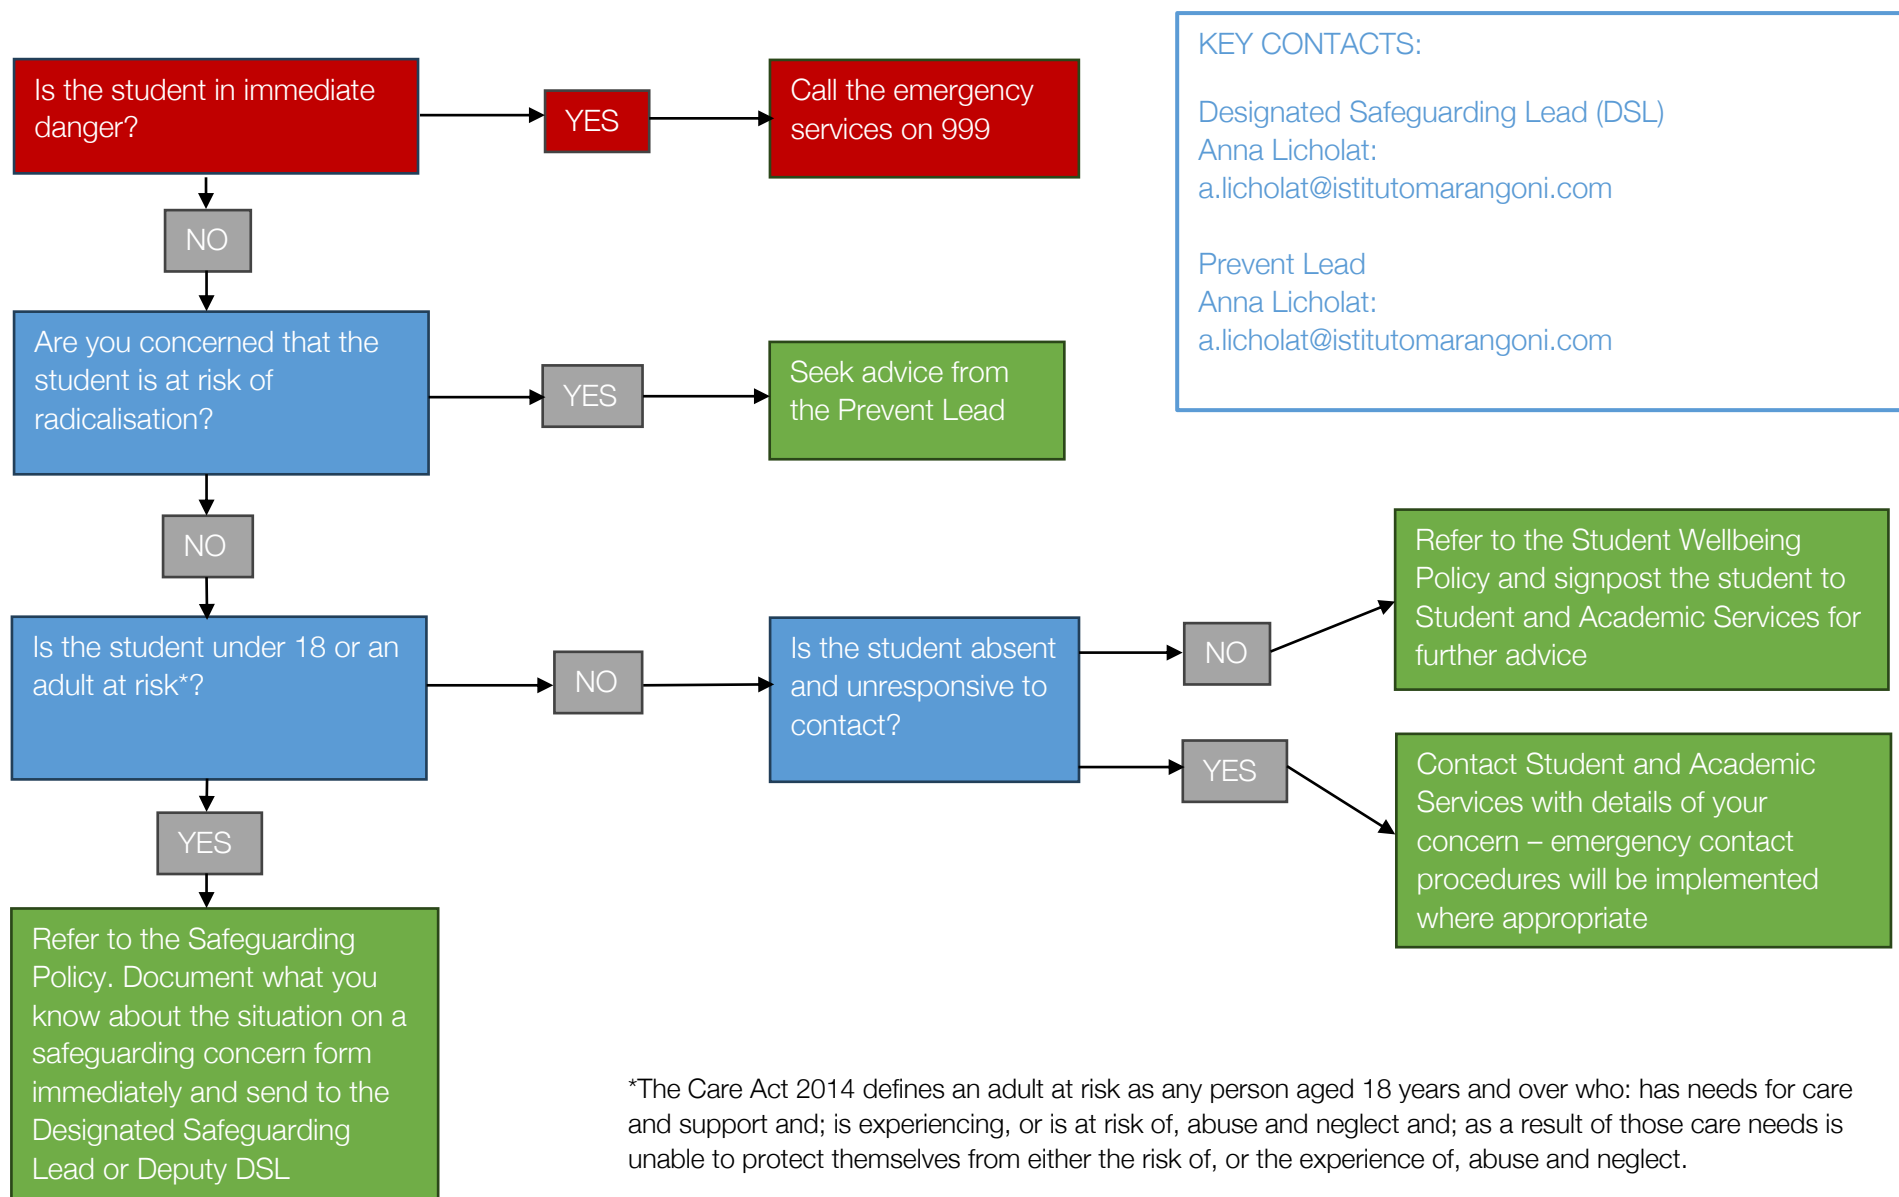 Is the student in immediate
danger?
YES
Call the emergency
services on 999
KEY CONTACTS:
Designated Safeguarding Lead (DSL)
Anna Licholat:
a.licholat@istitutomarangoni.com
Prevent Lead
Anna Licholat:
a.licholat@istitutomarangoni.com
NO
Are you concerned that the
student is at risk of
radicalisation?
YES
Seek advice from
the Prevent Lead
NO
Is the student under 18 or an
adult at risk*?
NO
Is the student absent
and unresponsive to
contact?
NO
Refer to the Student Wellbeing
Policy and signpost the student to
Student and Academic Services for
further advice
YES
Contact Student and Academic
Services with details of your
concern – emergency contact
procedures will be implemented
where appropriate
YES
Refer to the Safeguarding
Policy. Document what you
know about the situation on a
safeguarding concern form
immediately and send to the
Designated Safeguarding
Lead or Deputy DSL
*The Care Act 2014 defines an adult at risk as any person aged 18 years and over who: has needs for care
and support and; is experiencing, or is at risk of, abuse and neglect and; as a result of those care needs is
unable to protect themselves from either the risk of, or the experience of, abuse and neglect.